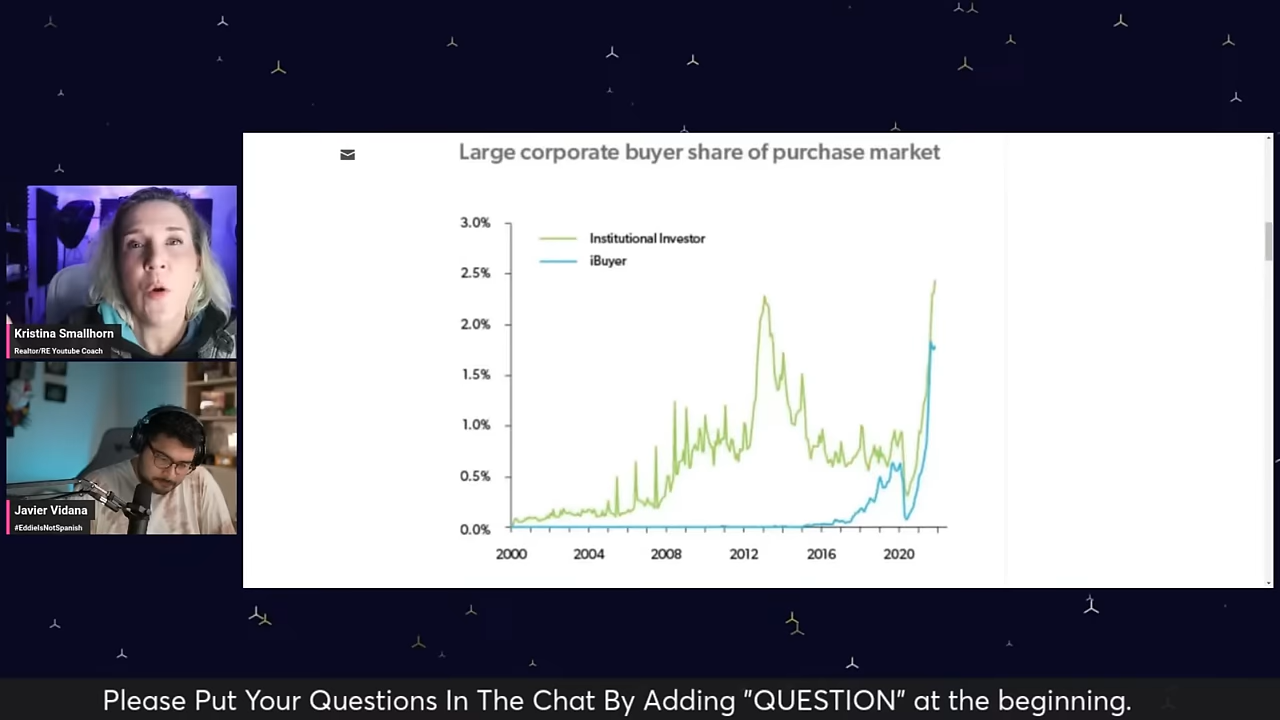 Large corporate buyer share of purchase market
3.0%
Institutional Investor
iBuyer
2.5%
2.0%
1.5%
1.0%
0.5%
0.0%
2000 2004 2008 2012 2016 2020
Kristina Smallhorn
Realtor/RE Youtube Coach
Javier Vidana
#EddieIsNotSpanish
Please Put Your Questions In The Chat By Adding "QUESTION" at the beginning.